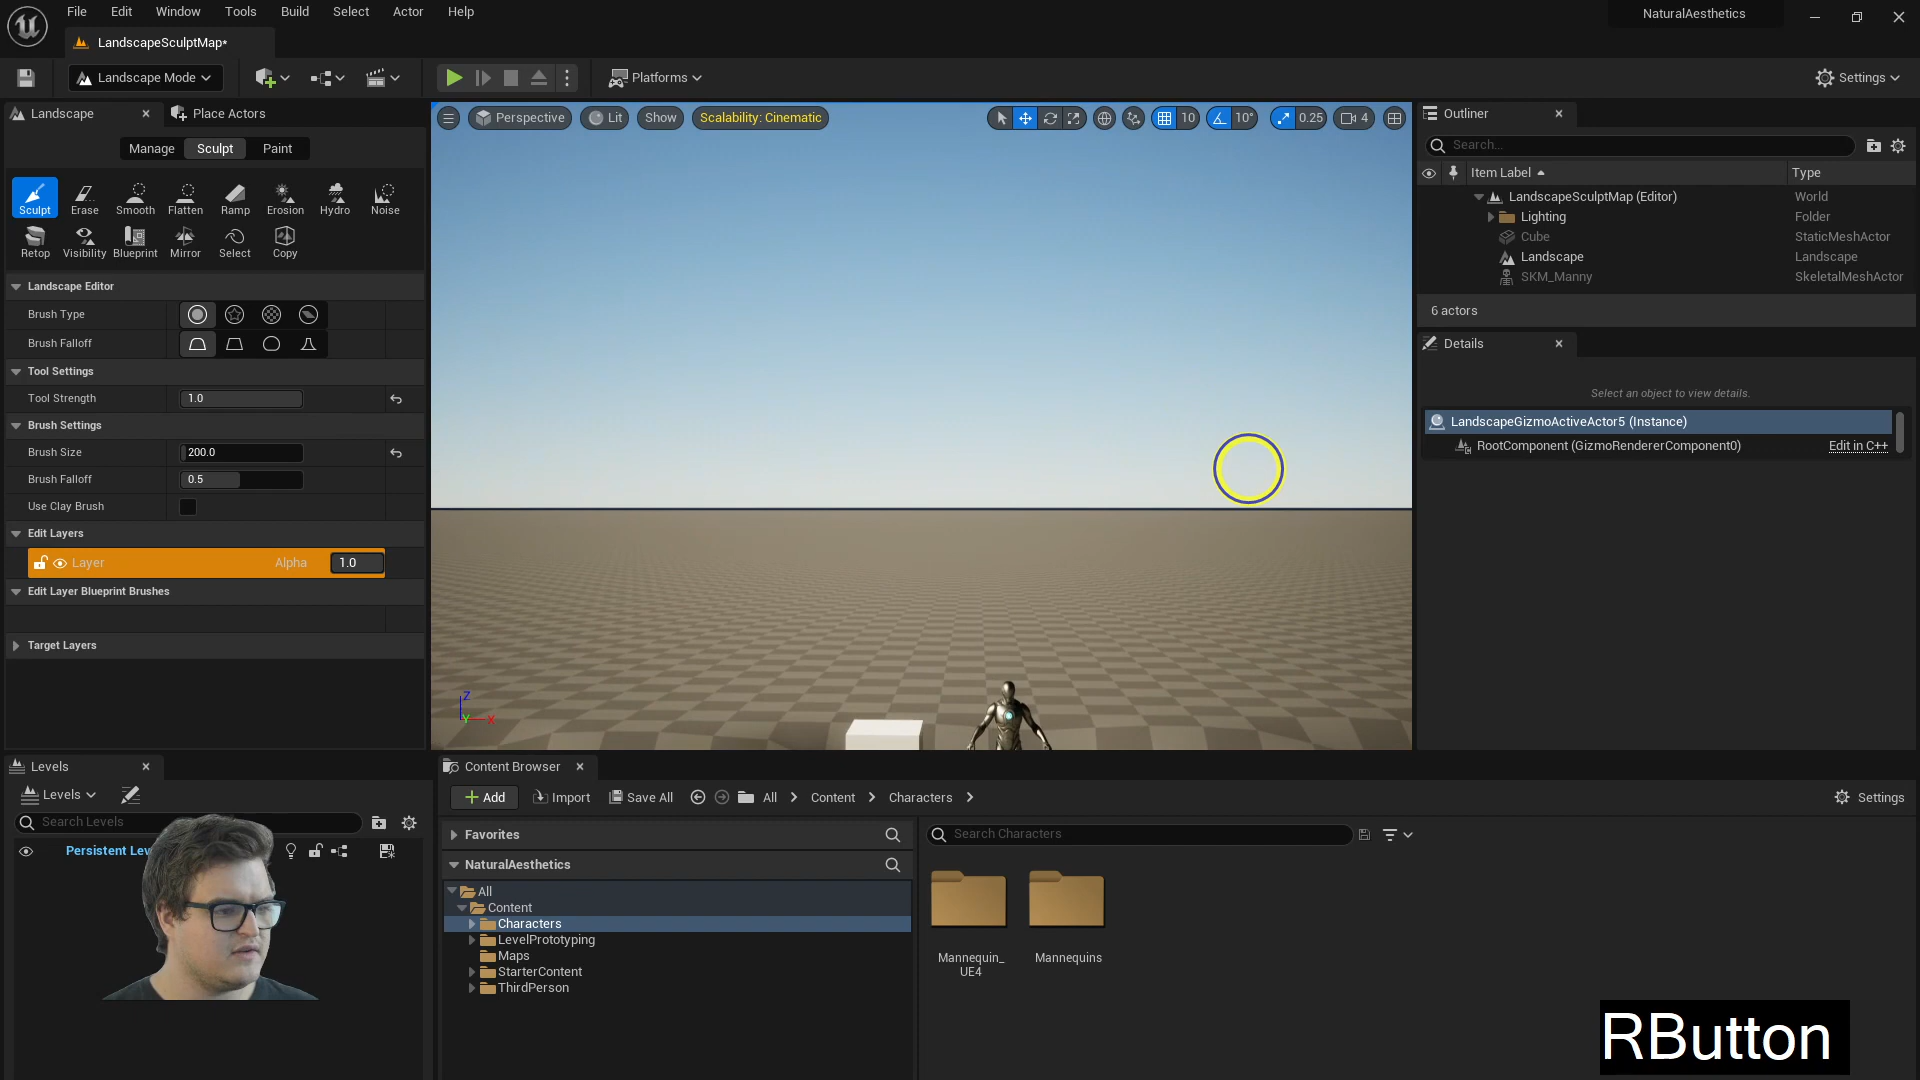 File Edit Window Tools Build Select Actor Help
NaturalAesthetics
LandscapeSculptMap*
Landscape Mode
Platforms
Settings
Landscape
Place Actors
Manage Sculpt Paint
Sculpt Erase Smooth Flatten Ramp Erosion Hydro Noise
Retop Visibility Blueprint Mirror Select Copy
Landscape Editor
Brush Type
Brush Falloff
Tool Settings
Tool Strength 1.0
Brush Settings
Brush Size 200.0
Brush Falloff 0.5
Use Clay Brush
Edit Layers
Layer Alpha 1.0
Edit Layer Blueprint Brushes
Target Layers
Perspective Lit Show Scalability: Cinematic
10 10° 0.25 4
Z
Y X
Outliner
Search...
Item Label Type
LandscapeSculptMap (Editor) World
Lighting Folder
Cube StaticMeshActor
Landscape Landscape
SKM_Manny SkeletalMeshActor
6 actors
Details
Select an object to view details.
LandscapeGizmoActiveActor5 (Instance)
RootComponent (GizmoRendererComponent0) Edit in C++
Levels
Levels
Search Levels
Persistent Lev
Content Browser
Add Import Save All All Content Characters
Settings
Favorites
NaturalAesthetics
All
Content
Characters
LevelPrototyping
Maps
StarterContent
ThirdPerson
Search Characters
Mannequin_
UE4
Mannequins
RButton